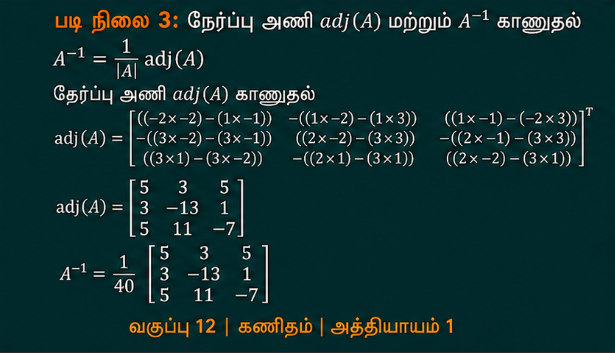 படி நிலை 3: நேர்ப்பு அணி adj(A) மற்றும் A⁻¹ காணுதல்
A⁻¹ = 1/|A| adj(A)
தேர்ப்பு அணி adj(A) காணுதல்
adj(A) = [((−2×−2)−(1×−1)) −((1×−2)−(1×3)) ((1×−1)−(−2×3))
−((3×−2)−(3×−1)) ((2×−2)−(3×3)) −((2×−1)−(3×3))
((3×1)−(3×−2)) −((2×1)−(3×1)) ((2×−2)−(3×1))]ᵀ
adj(A) = [5 3 5
3 −13 1
5 11 −7]
A⁻¹ = 1/40 [5 3 5
3 −13 1
5 11 −7]
வகுப்பு 12 | கணிதம் | அத்தியாயம் 1